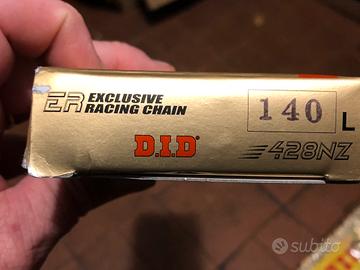 ER EXCLUSIVE RACING CHAIN
140 L
D.I.D®
428NZ
subito